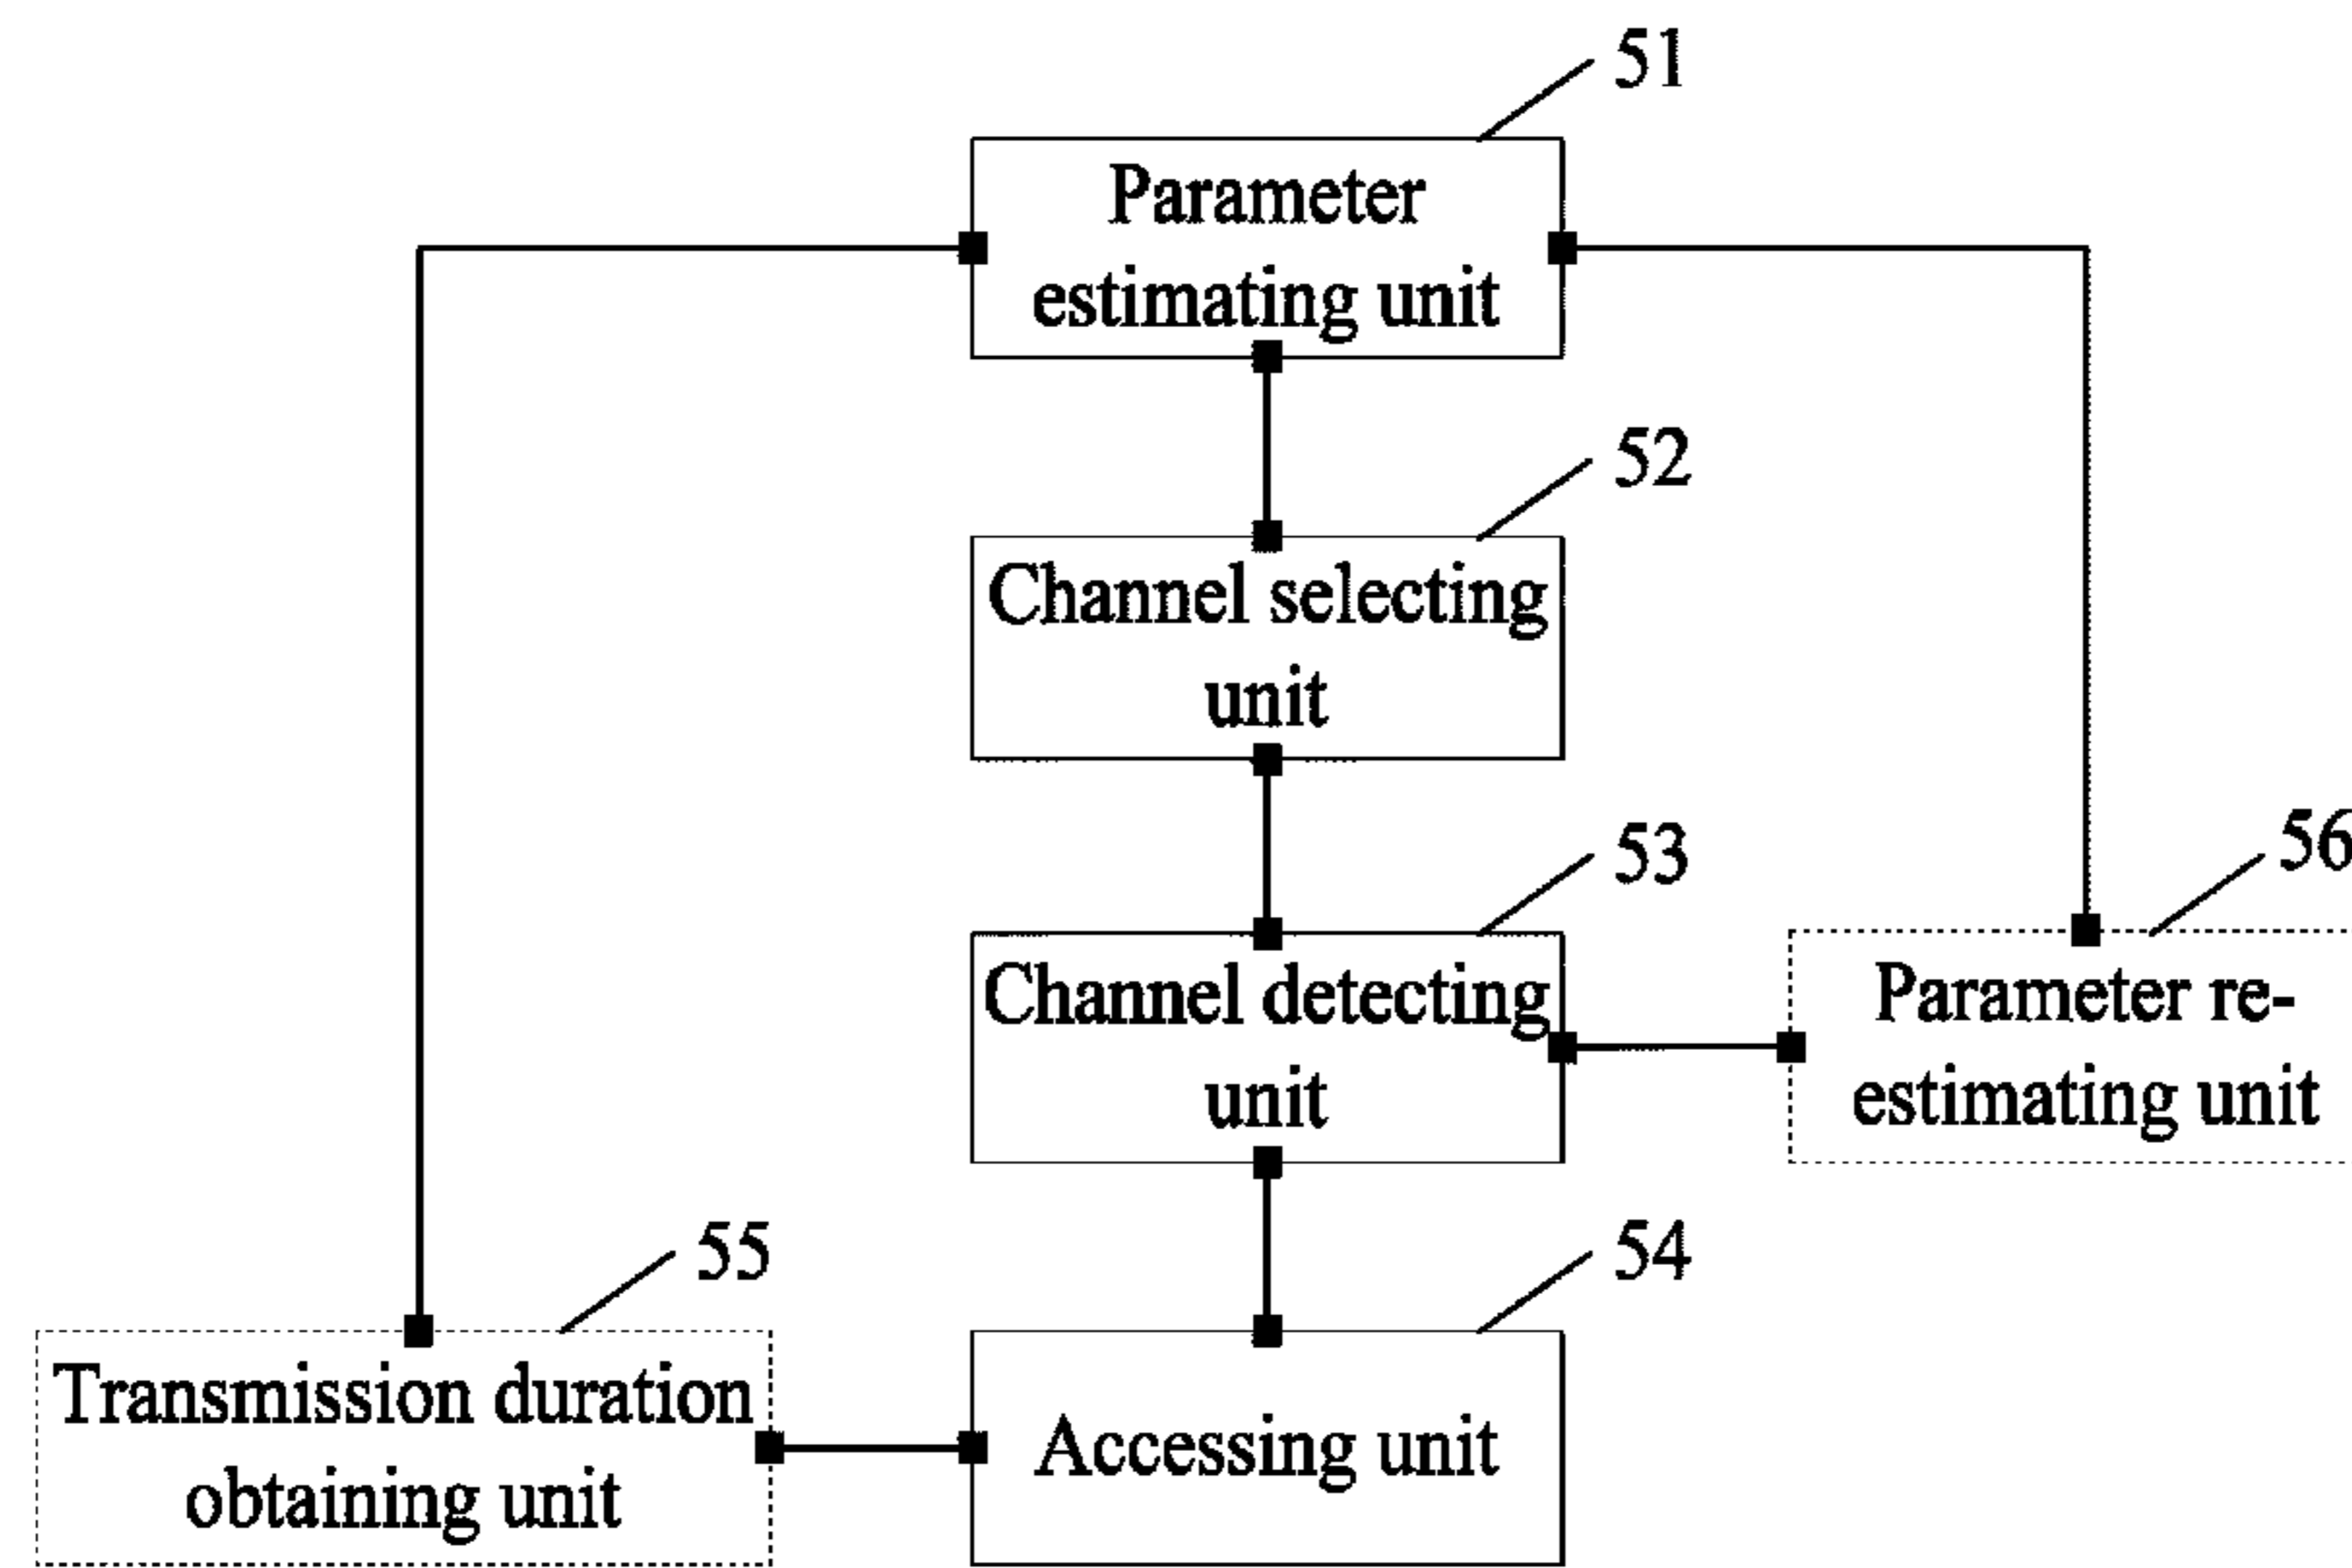 51
Parameter
estimating unit
52
Channel selecting
unit
53
Channel detecting
unit
56
Parameter re-
estimating unit
54
Accessing unit
55
Transmission duration
obtaining unit